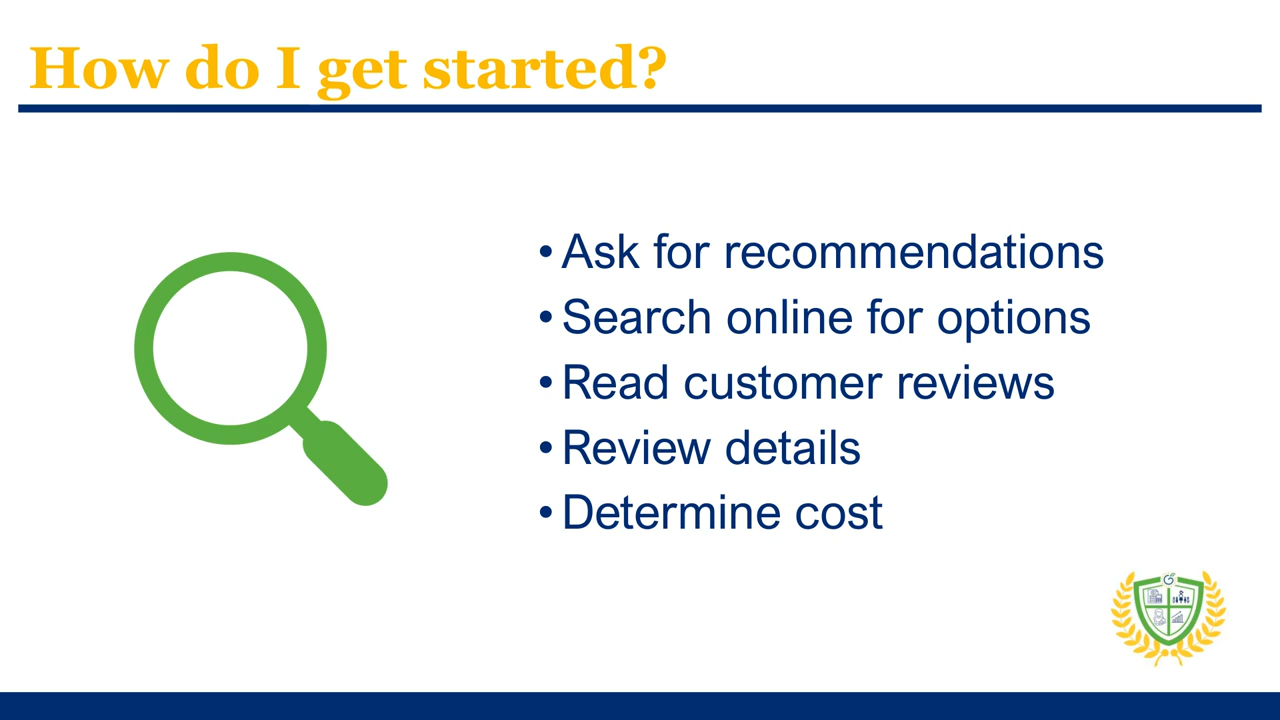 How do I get started?
• Ask for recommendations
• Search online for options
• Read customer reviews
• Review details
• Determine cost